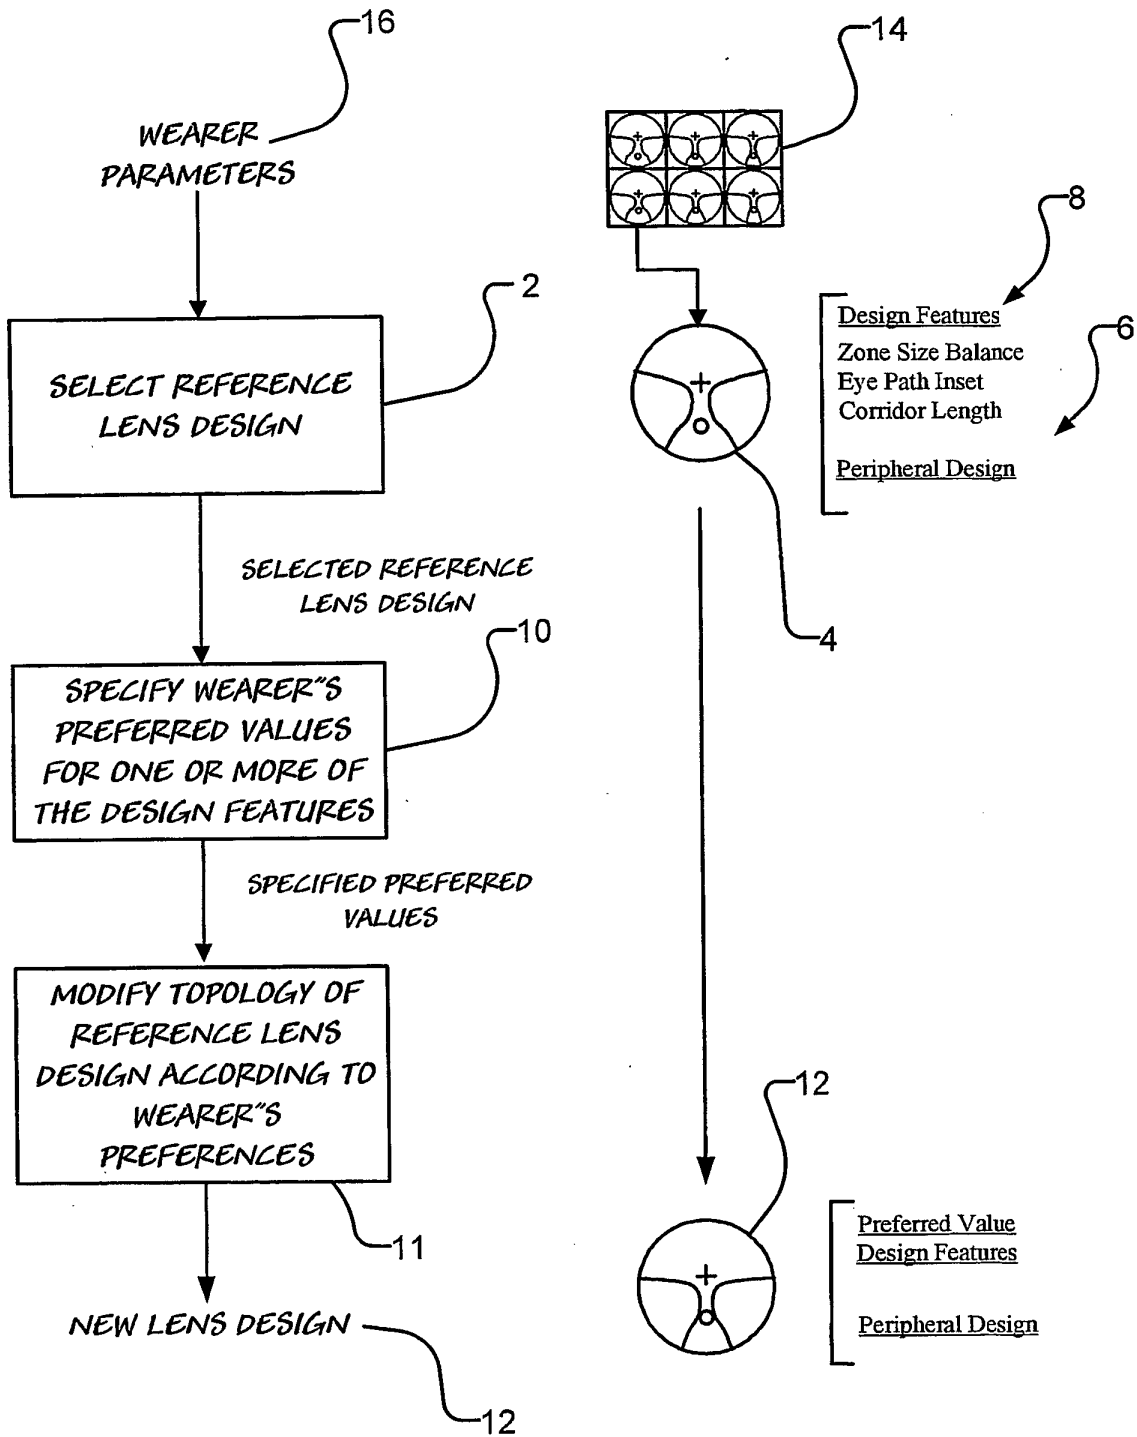 16
14
WEARER
PARAMETERS
8
2
6
Design Features
Zone Size Balance
Eye Path Inset
Corridor Length
Peripheral Design
SELECT REFERENCE
LENS DESIGN
SELECTED REFERENCE
LENS DESIGN
4
10
SPECIFY WEARER"S
PREFERRED VALUES
FOR ONE OR MORE OF
THE DESIGN FEATURES
SPECIFIED PREFERRED
VALUES
MODIFY TOPOLOGY OF
REFERENCE LENS
DESIGN ACCORDING TO
WEARER"S
PREFERENCES
12
11
Preferred Value
Design Features
Peripheral Design
NEW LENS DESIGN
12